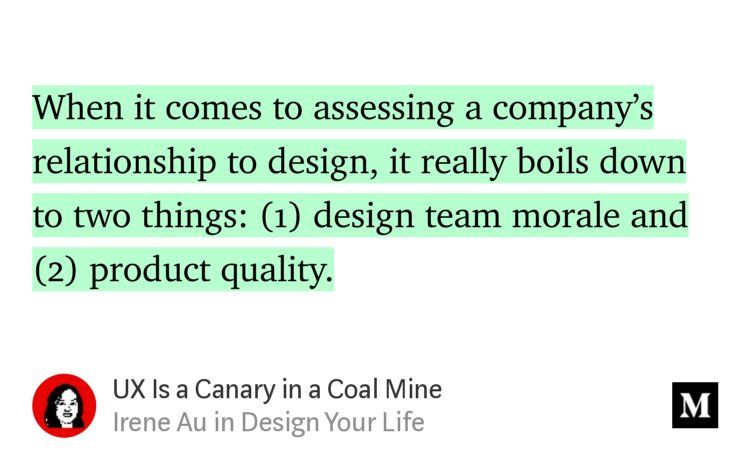 When it comes to assessing a company’s
relationship to design, it really boils down
to two things: (1) design team morale and
(2) product quality.
UX Is a Canary in a Coal Mine
Irene Au in Design Your Life
M